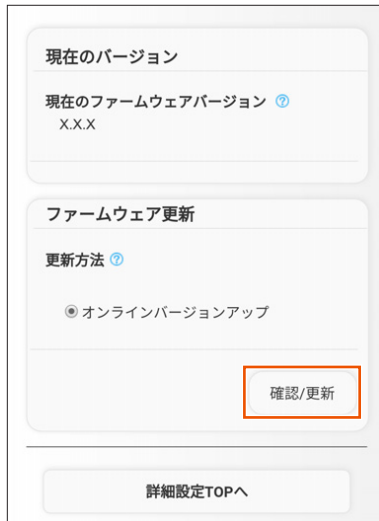 現在のバージョン
現在のファームウェアバージョン ?
X.X.X
ファームウェア更新
更新方法 ?
オンラインバージョンアップ
確認/更新
詳細設定TOPへ